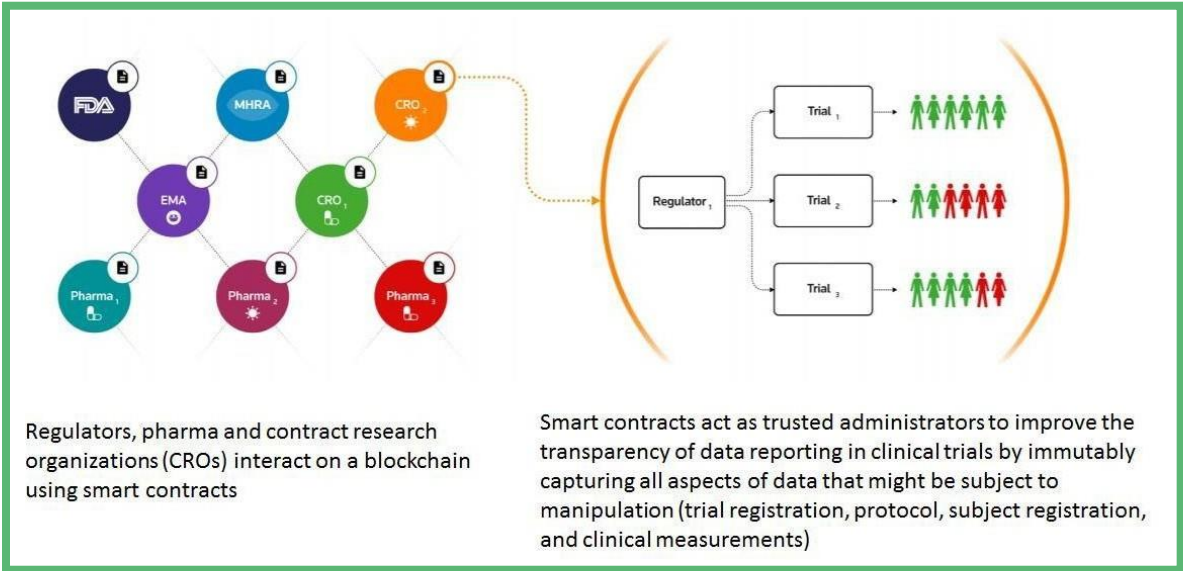 FDA
MHRA
CRO 2
EMA
CRO 1
Pharma 1
Pharma 2
Pharma 3
Regulator 1
Trial 1
Trial 2
Trial 3
Regulators, pharma and contract research
organizations (CROs) interact on a blockchain
using smart contracts
Smart contracts act as trusted administrators to improve the
transparency of data reporting in clinical trials by immutably
capturing all aspects of data that might be subject to
manipulation (trial registration, protocol, subject registration,
and clinical measurements)